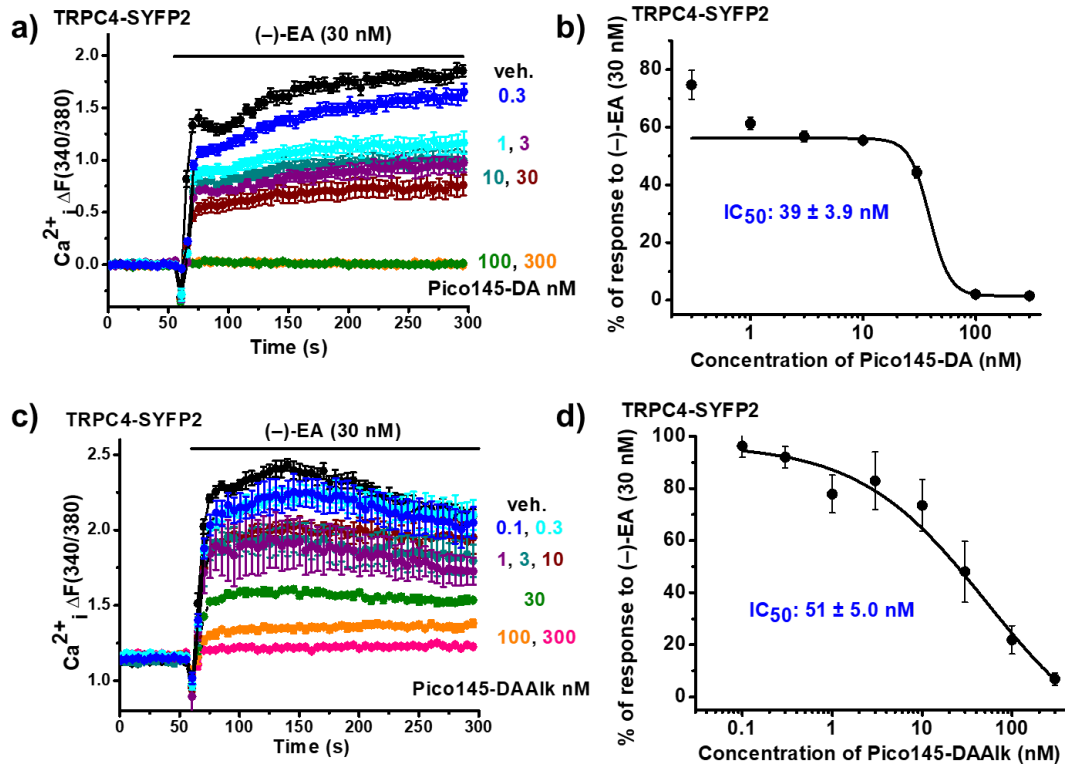 a)
TRPC4-SYFP2
(–)-EA (30 nM)
veh.
0.3
1, 3
10, 30
100, 300
Pico145-DA nM
Ca2+i ΔF(340/380)
2.0
1.5
1.0
0.5
0.0
0 50 100 150 200 250 300
Time (s)
b)
TRPC4-SYFP2
% of response to (–)-EA (30 nM)
80
60
40
20
0
IC50: 39 ± 3.9 nM
1 10 100
Concentration of Pico145-DA (nM)
c)
TRPC4-SYFP2
(–)-EA (30 nM)
veh.
0.1, 0.3
1, 3, 10
30
100, 300
Pico145-DAAlk nM
Ca2+i ΔF(340/380)
2.5
2.0
1.5
1.0
0 50 100 150 200 250 300
Time (s)
d)
TRPC4-SYFP2
% of response to (–)-EA (30 nM)
100
80
60
40
20
0
IC50: 51 ± 5.0 nM
0.1 1 10 100
Concentration of Pico145-DAAlk (nM)